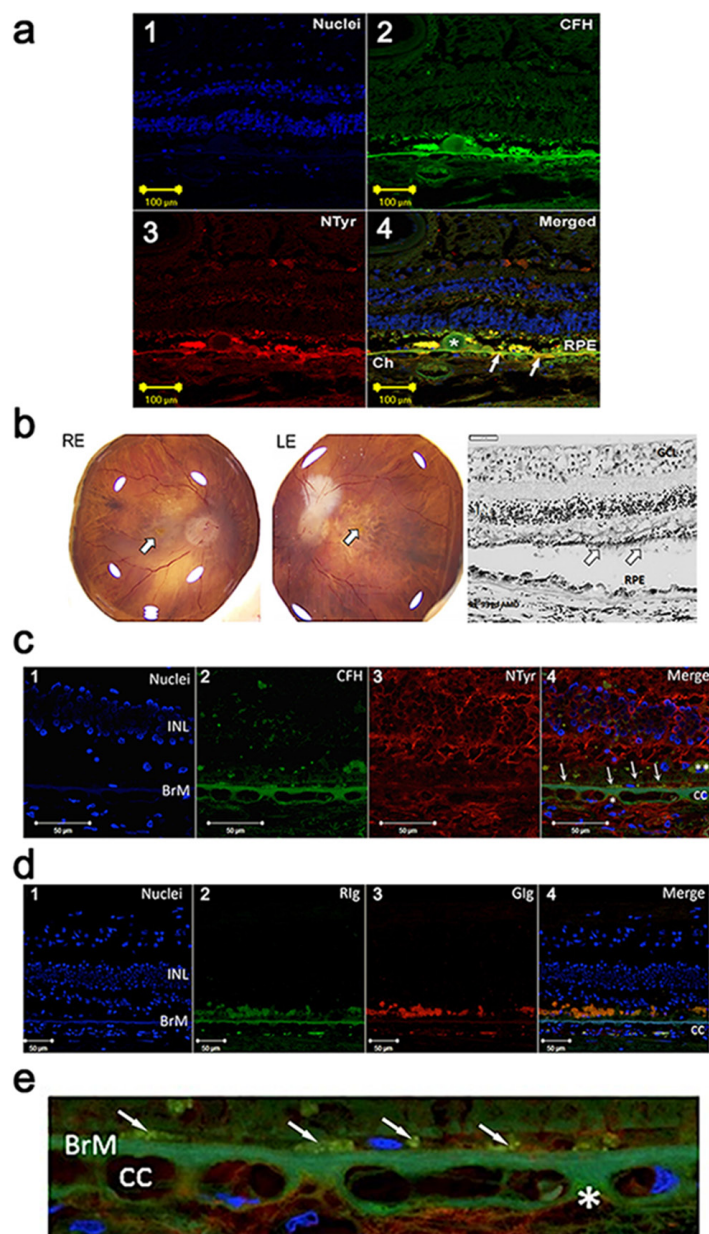 a
1 Nuclei
2 CFH
100 µm
100 µm
3 NTyr
4 Merged
*
RPE
Ch
100 µm
100 µm
b
RE
LE
GCL
RPE
AMD
c
1 Nuclei
2 CFH
3 NTyr
4 Merge
INL
BrM
**
CC
*
50 µm
50 µm
50 µm
50 µm
d
1 Nuclei
2 RIg
3 GIg
4 Merge
INL
BrM
CC
50 µm
50 µm
50 µm
50 µm
e
BrM
CC
*